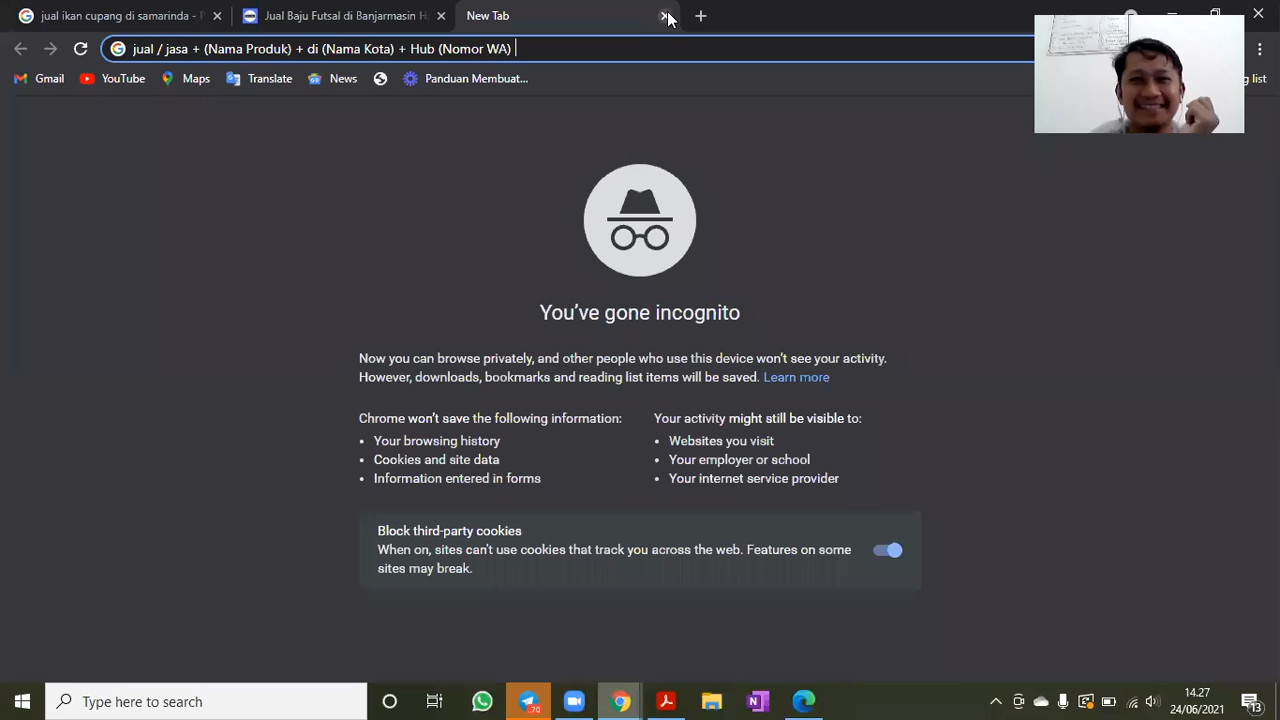 jual ikan cupang di samarinda - P
Jual Baju Futsal di Banjarmasin H
New Tab
jual / jasa + (Nama Produk) + di (Nama Kota) + Hub (Nomor WA)
Gmail
YouTube
Maps
Translate
News
Panduan Membuat...
ng list
You've gone incognito
Now you can browse privately, and other people who use this device won't see your activity.
However, downloads, bookmarks and reading list items will be saved. Learn more
Chrome won't save the following information:
• Your browsing history
• Cookies and site data
• Information entered in forms
Your activity might still be visible to:
• Websites you visit
• Your employer or school
• Your internet service provider
Block third-party cookies
When on, sites can't use cookies that track you across the web. Features on some
sites may break.
Type here to search
70
14.27
24/06/2021
13